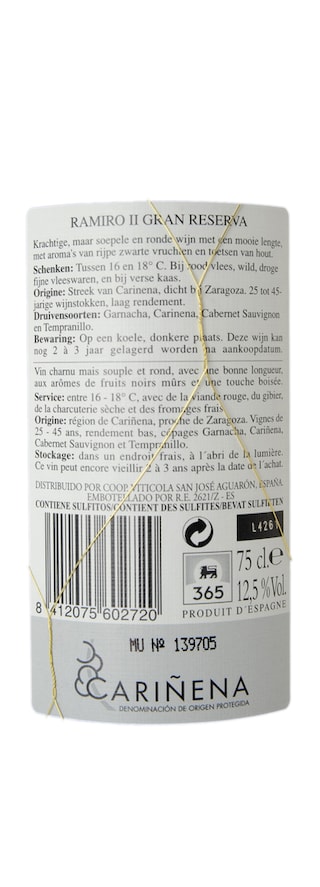 RAMIRO II GRAN RESERVA
Krachtige, maar soepele en ronde wijn met een mooie lengte,
met aroma's van rijpe zwarte vruchten en toetsen van hout.
Schenken: Tussen 16 en 18° C. Bij rood vlees, wild, droge
fijne vleeswaren, en bij verse kaas.
Origine: Streek van Carinena, dicht bij Zaragoza. 25 tot 45-
jarige wijnstokken, laag rendement.
Druivensoorten: Garnacha, Carinena, Cabernet Sauvignon
en Tempranillo.
Bewaring: Op een koele, donkere plaats. Deze wijn kan
nog 2 à 3 jaar gelagerd worden na aankoopdatum.
Vin charnu mais souple et rond, avec une bonne longueur,
aux arômes de fruits noirs mûrs et une touche boisée.
Service: entre 16 - 18°C, avec de la viande rouge, du gibier,
de la charcuterie sèche et des fromages frais
Origine: région de Cariñena, proche de Zaragoza. Vignes de
25 - 45 ans, rendement bas, cépages Garnacha, Cariñena,
Cabernet Sauvignon et Tempranillo.
Stockage: dans un endroit frais, à l'abri de la lumière.
Ce vin peut encore vieillir 2 à 3 ans après la date de l'achat.
DISTRIBUIDO POR COOP. VITICOLA SAN JOSÉ AGUARÓN, ESPAÑA.
EMBOTELLADO POR R.E. 2621/Z - ES
CONTIENE SULFITOS/CONTIENT DES SULFITES/BEVAT SULFIETEN
L4261
75 cl.e
365
12,5 %Vol.
PRODUIT D'ESPAGNE
8 412075 602720
MU Nº 139705
CARIÑENA
DENOMINACIÓN DE ORIGEN PROTEGIDA